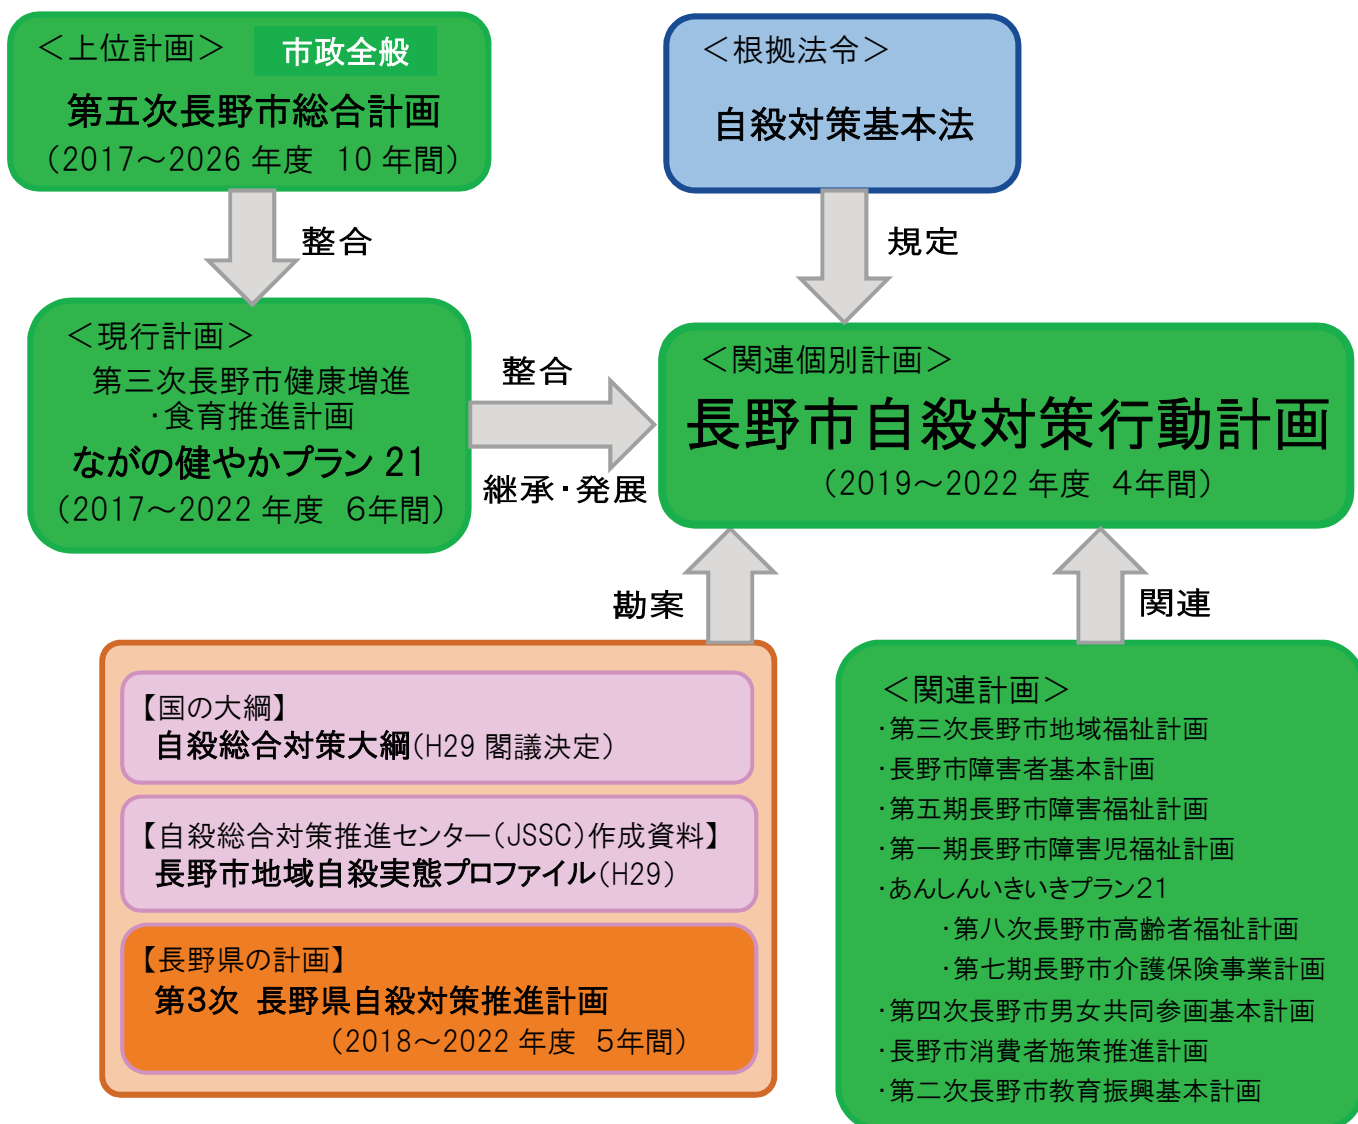 ＜上位計画＞ 市政全般
第五次長野市総合計画
（2017～2026 年度 10 年間）
整合
＜根拠法令＞
自殺対策基本法
規定
＜現行計画＞
第三次長野市健康増進
・食育推進計画
ながの健やかプラン 21
（2017～2022 年度 6年間）
整合
継承・発展
＜関連個別計画＞
長野市自殺対策行動計画
（2019～2022 年度 4年間）
勘案
関連
【国の大綱】
自殺総合対策大綱（H29 閣議決定）
【自殺総合対策推進センター（JSSC）作成資料】
長野市地域自殺実態プロファイル（H29）
【長野県の計画】
第3次 長野県自殺対策推進計画
（2018～2022 年度 5年間）
＜関連計画＞
・第三次長野市地域福祉計画
・長野市障害者基本計画
・第五期長野市障害福祉計画
・第一期長野市障害児福祉計画
・あんしんいきいきプラン21
・第八次長野市高齢者福祉計画
・第七期長野市介護保険事業計画
・第四次長野市男女共同参画基本計画
・長野市消費者施策推進計画
・第二次長野市教育振興基本計画